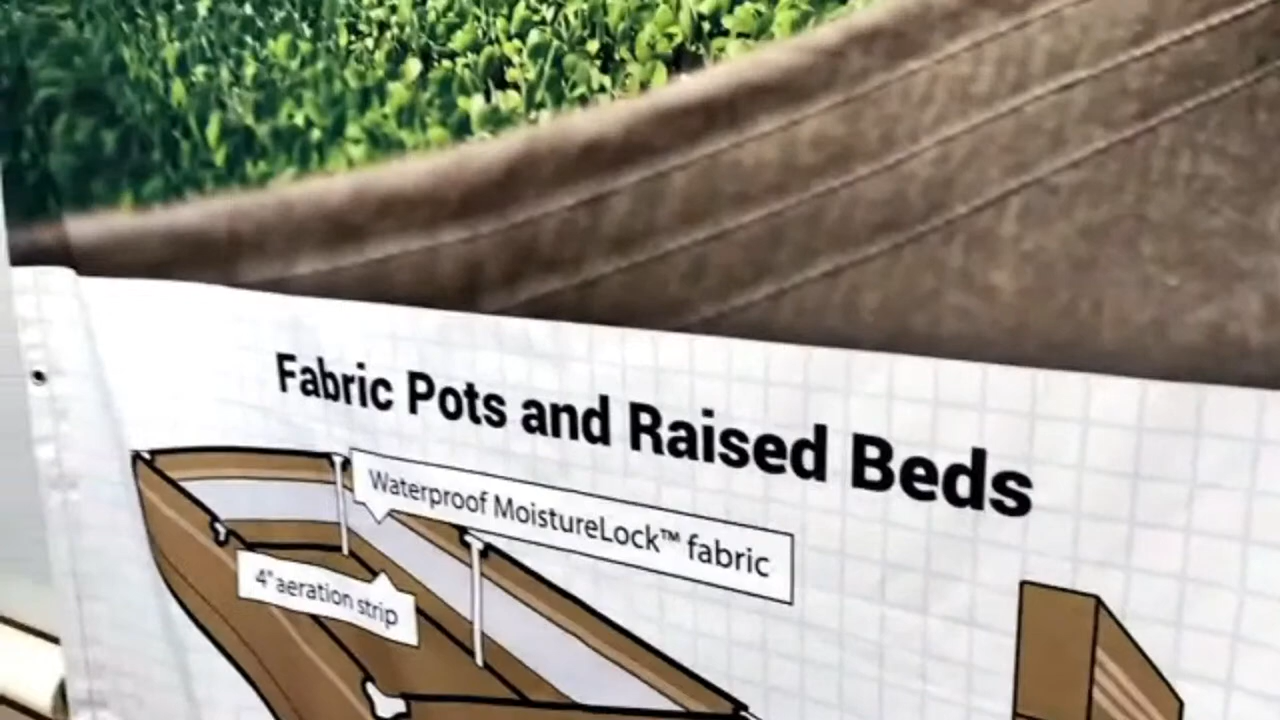 Fabric Pots and Raised Beds
Waterproof MoistureLock™ fabric
4" aeration strip